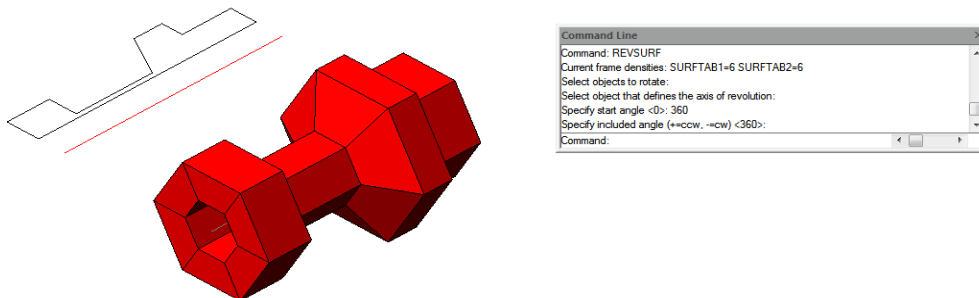 Command Line
Command: REVSURF
Current frame densities: SURFTAB1=6 SURFTAB2=6
Select objects to rotate:
Select object that defines the axis of revolution:
Specify start angle <0>: 360
Specify included angle (+=ccw, -=cw) <360>:
Command: